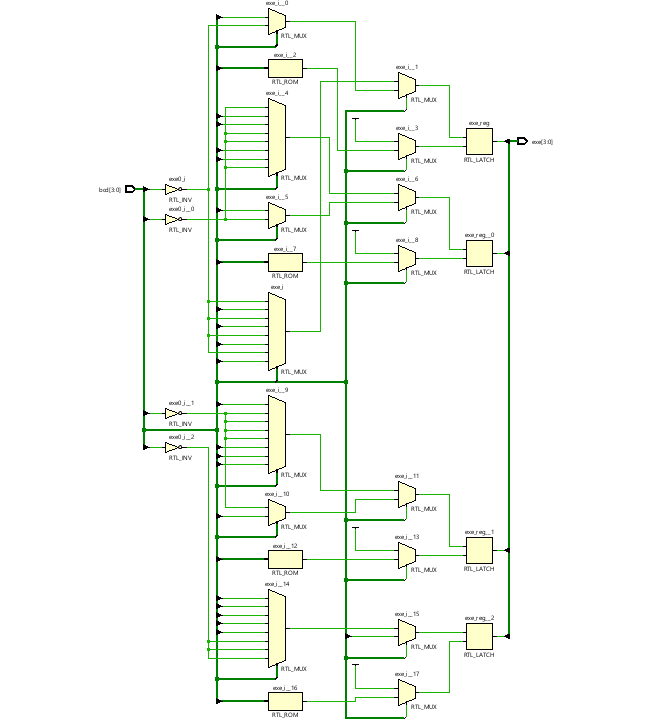 exe_i__0
RTL_MUX
exe_i__2
RTL_ROM
exe_i__1
RTL_MUX
exe_i__4
RTL_MUX
exe_reg
RTL_LATCH
exe[3:0]
exe_i__3
RTL_MUX
bcd[3:0]
exe0_i
RTL_INV
exe0_i__0
RTL_INV
exe_i__6
RTL_MUX
exe_i__5
RTL_MUX
exe_reg__0
RTL_LATCH
exe_i__7
RTL_ROM
exe_i__8
RTL_MUX
exe_i
RTL_MUX
exe_i__9
RTL_MUX
exe0_i__1
RTL_INV
exe0_i__2
RTL_INV
exe_i__11
RTL_MUX
exe_i__10
RTL_MUX
exe_reg__1
RTL_LATCH
exe_i__12
RTL_ROM
exe_i__13
RTL_MUX
exe_i__14
RTL_MUX
exe_i__15
RTL_MUX
exe_reg__2
RTL_LATCH
exe_i__16
RTL_ROM
exe_i__17
RTL_MUX